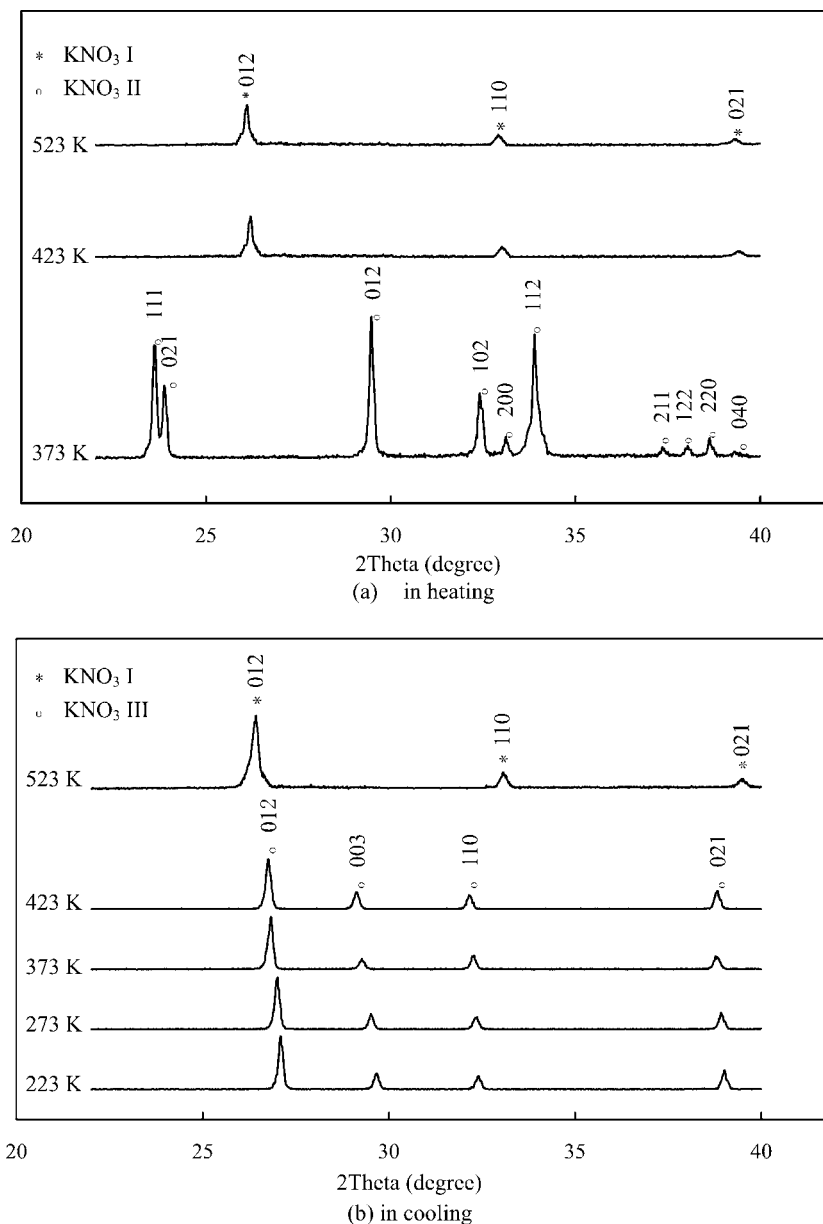 * KNO₃ I
○ KNO₃ II
* 012
110
*
021
*
523 K
423 K
111
021
012
102
200
112
211
122
220
040
373 K
20 25 30 35 40
2Theta (degree)
(a) in heating
* KNO₃ I
○ KNO₃ III
* 012
* 110
* 021
523 K
012
003
110
021
423 K
373 K
273 K
223 K
20 25 30 35 40
2Theta (degree)
(b) in cooling